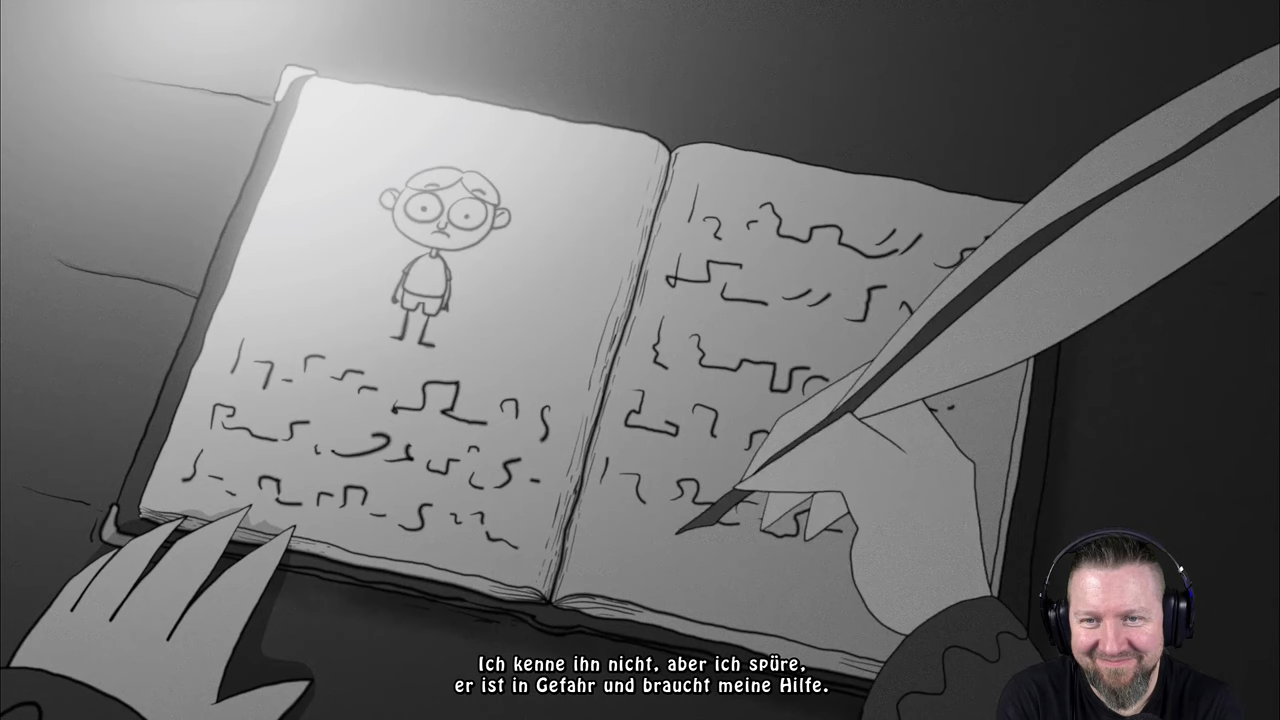 Ich kenne ihn nicht, aber ich spüre,
er ist in Gefahr und braucht meine Hilfe.